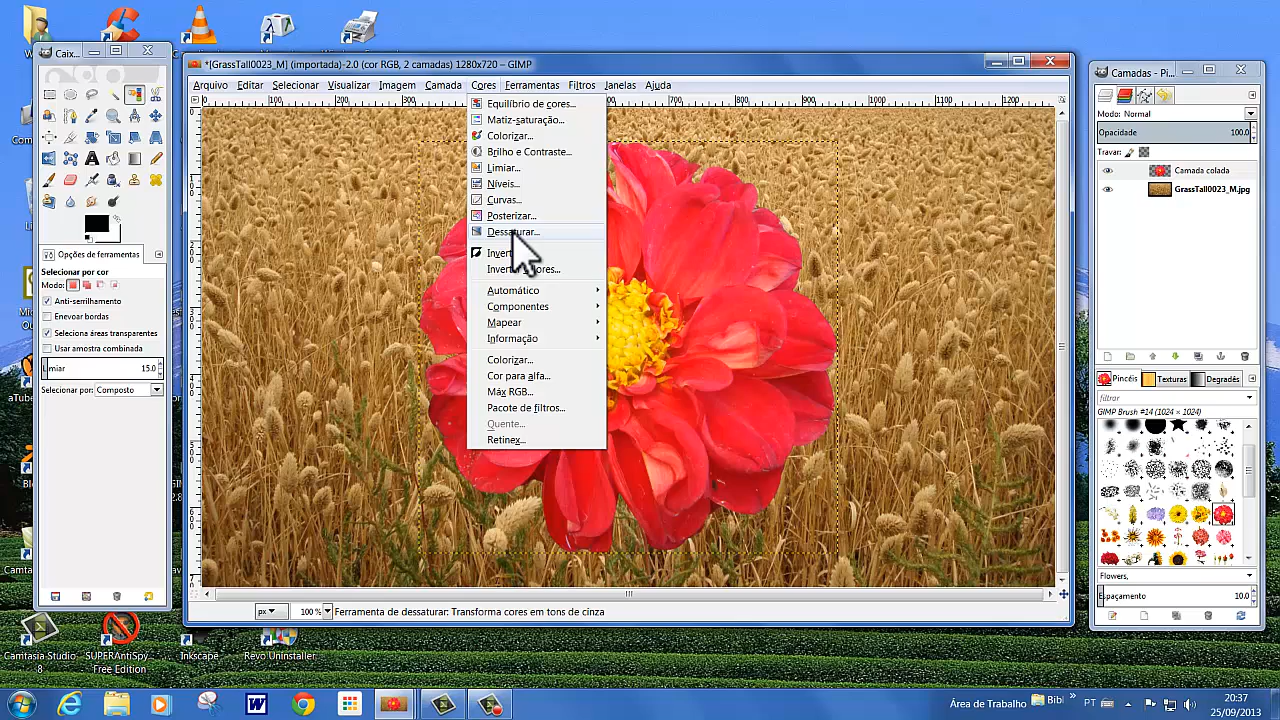 Caix...
*[GrassTall0023_M] (importada)-2.0 (cor RGB, 2 camadas) 1280x720 – GIMP
Arquivo Editar Selecionar Visualizar Imagem Camada Cores Ferramentas Filtros Janelas Ajuda
Equilíbrio de cores...
Matiz-saturação...
Colorizar...
Brilho e Contraste...
Limiar...
Níveis...
Curvas...
Posterizar...
Dessaturar...
Automático
Componentes
Mapear
Informação
Colorizar...
Cor para alfa...
Máx RGB...
Pacote de filtros...
Quente...
Retinex...
Opções de ferramentas
Selecionar por cor
Modo:
Anti-serrilhamento
Enevoar bordas
Seleciona áreas transparentes
Usar amostra combinada
Limiar 15.0
Selecionar por: Composto
px 100 % Ferramenta de dessaturar: Transforma cores em tons de cinza
Camadas - Pi...
Modo: Normal
Opacidade 100.0
Travar:
Camada colada
GrassTall0023_M.jpg
Pincéis Texturas Degradês
filtrar
GIMP Brush #14 (1024 × 1024)
Flowers,
Espaçamento 10.0
Camtasia Studio 8
SUPERAntiSpy... Free Edition
Inkscape
Revo Uninstaller
Área de Trabalho Bibl » PT
20:37
25/09/2013